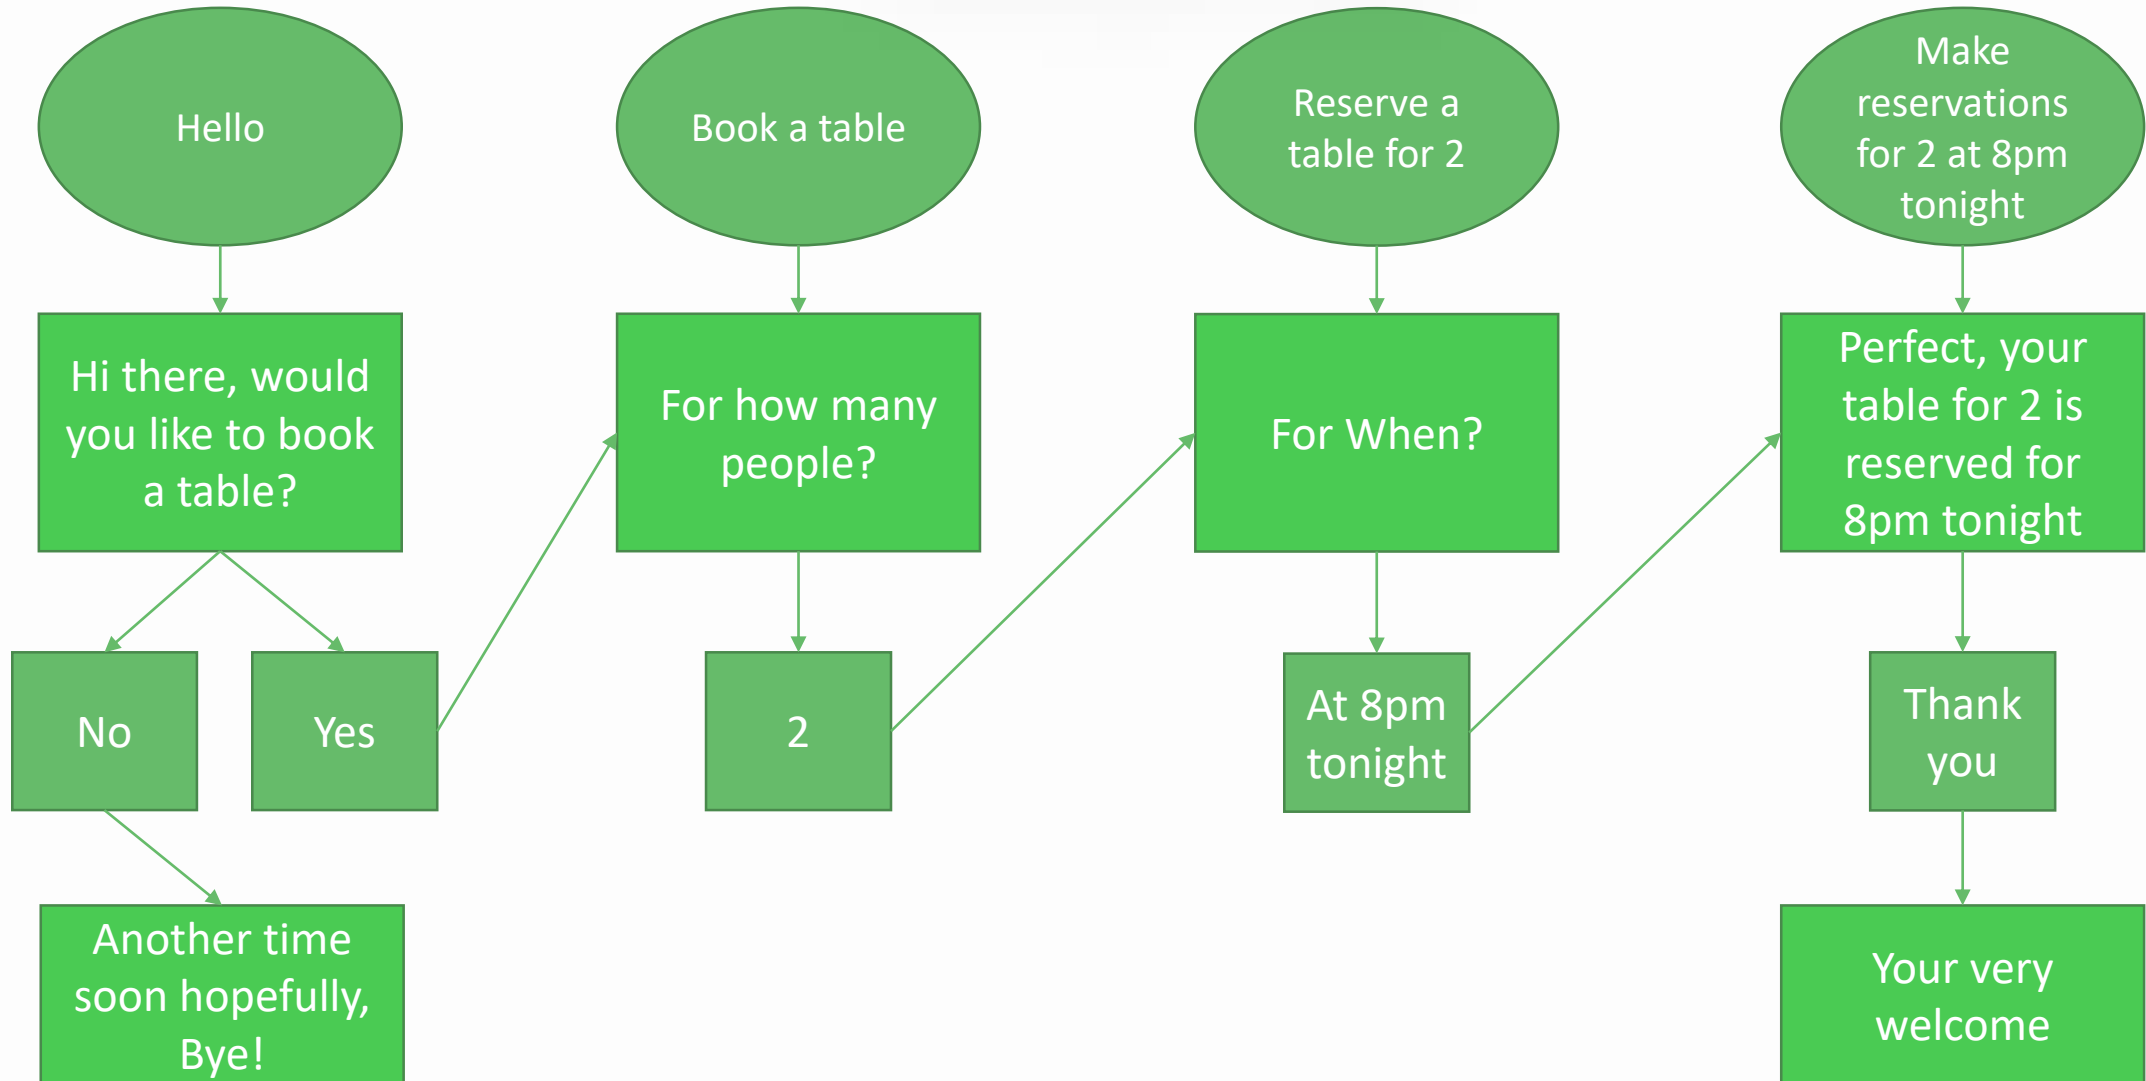 Hello
Book a table
Reserve a
table for 2
Make
reservations
for 2 at 8pm
tonight
Hi there, would
you like to book
a table?
For how many
people?
For When?
Perfect, your
table for 2 is
reserved for
8pm tonight
No
Yes
2
At 8pm
tonight
Thank
you
Another time
soon hopefully,
Bye!
Your very
welcome